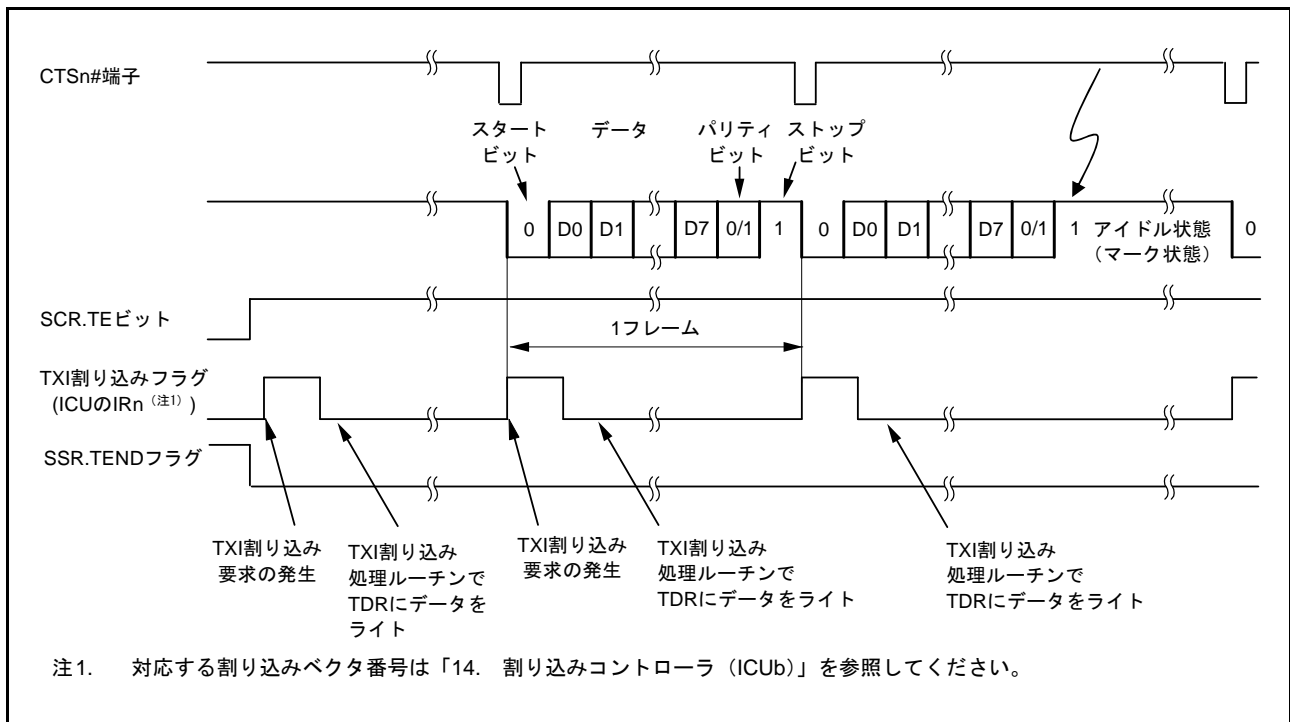 CTSn#端子
スタート
ビット
データ
パリティ
ビット
ストップ
ビット
0 D0 D1 D7 0/1 1 0 D0 D1 D7 0/1 1 アイドル状態
(マーク状態)
0
SCR.TEビット
1フレーム
TXI割り込みフラグ
(ICUのIRn(注1))
SSR.TENDフラグ
TXI割り込み
要求の発生
TXI割り込み
処理ルーチンで
TDRにデータを
ライト
TXI割り込み
要求の発生
TXI割り込み
処理ルーチンで
TDRにデータをライト
TXI割り込み
処理ルーチンで
TDRにデータをライト
注1. 対応する割り込みベクタ番号は「14. 割り込みコントローラ(ICUb)」を参照してください。